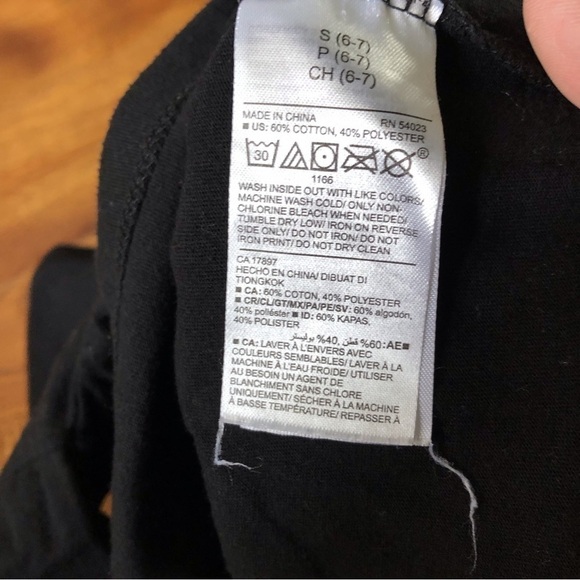 S (6-7)
P (6-7)
CH (6-7)
MADE IN CHINA RN 54023
■ US: 60% COTTON, 40% POLYESTER
30 ®
1166
WASH INSIDE OUT WITH LIKE COLORS/
MACHINE WASH COLD/ ONLY NON-
CHLORINE BLEACH WHEN NEEDED/
TUMBLE DRY LOW/ IRON ON REVERSE
SIDE ONLY/ DO NOT IRON/ DO NOT
IRON PRINT/ DO NOT DRY CLEAN
CA 17897
HECHO EN CHINA/ DIBUAT DI
TIONGKOK
■ CA: 60% COTON, 40% POLYESTER
■ CR/CL/GT/MX/PA/PE/SV: 60% algodón,
40% poliéster ■ ID: 60% KAPAS,
40% POLISTER
■ AE: 60% قطن, 40% بوليستر
■ CA: LAVER À L'ENVERS AVEC
COULEURS SEMBLABLES/ LAVER À LA
MACHINE À L'EAU FROIDE/ UTILISER
AU BESOIN UN AGENT DE
BLANCHIMENT SANS CHLORE
UNIQUEMENT/ SÉCHER À LA MACHINE
À BASSE TEMPÉRATURE/ REPASSER À